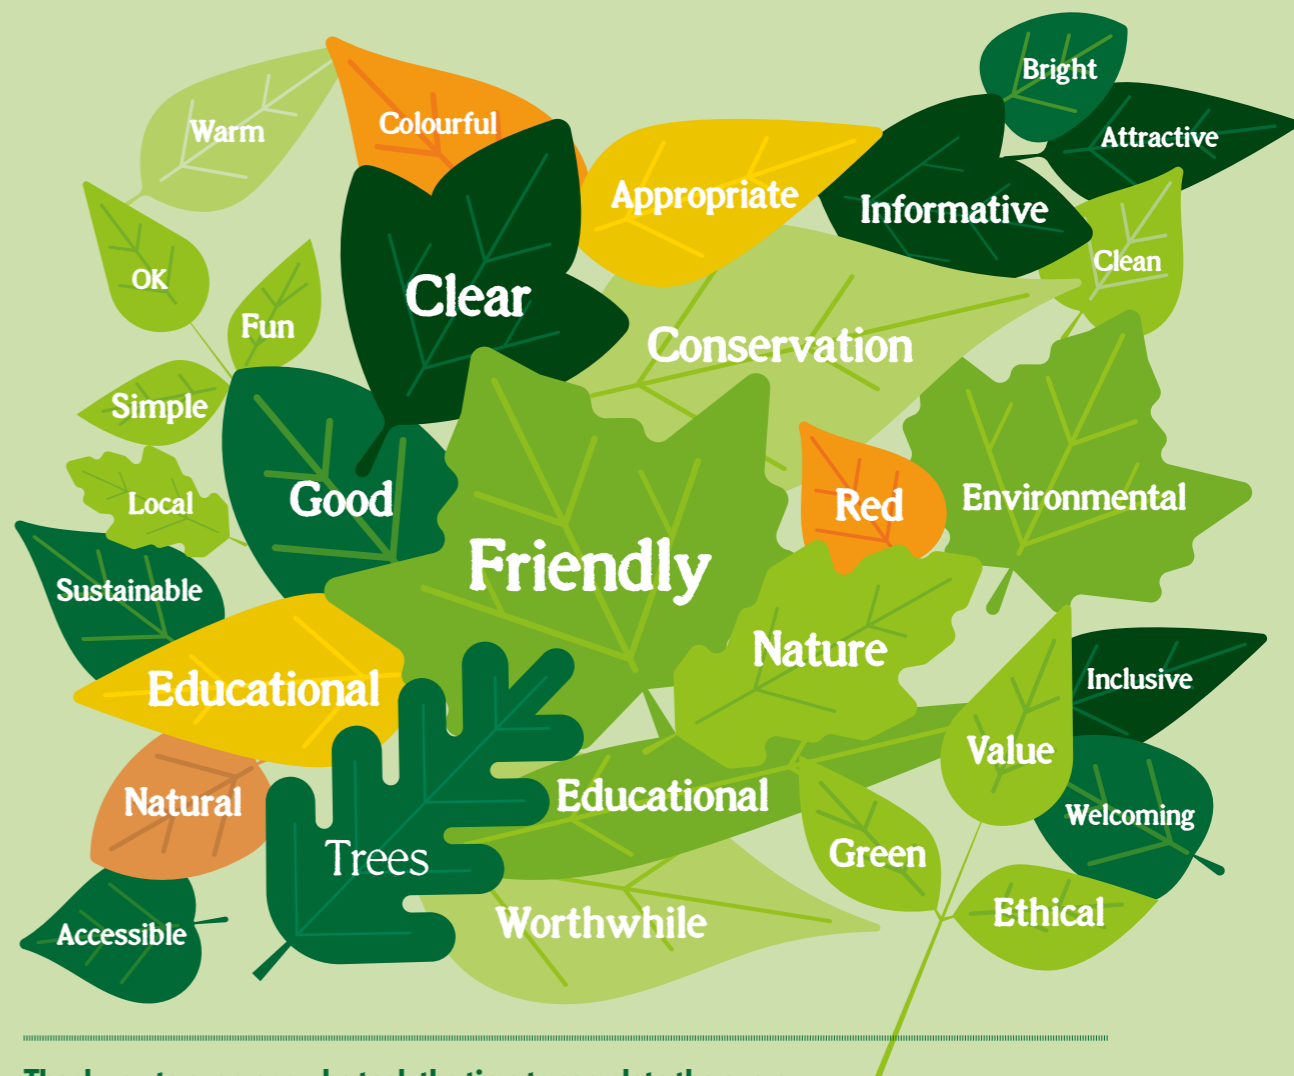 Bright
Warm
Colourful
Attractive
Appropriate
Informative
OK
Clean
Clear
Fun
Conservation
Simple
Local
Good
Red
Environmental
Friendly
Sustainable
Nature
Educational
Inclusive
Value
Natural
Educational
Welcoming
Trees
Green
Worthwhile
Ethical
Accessible